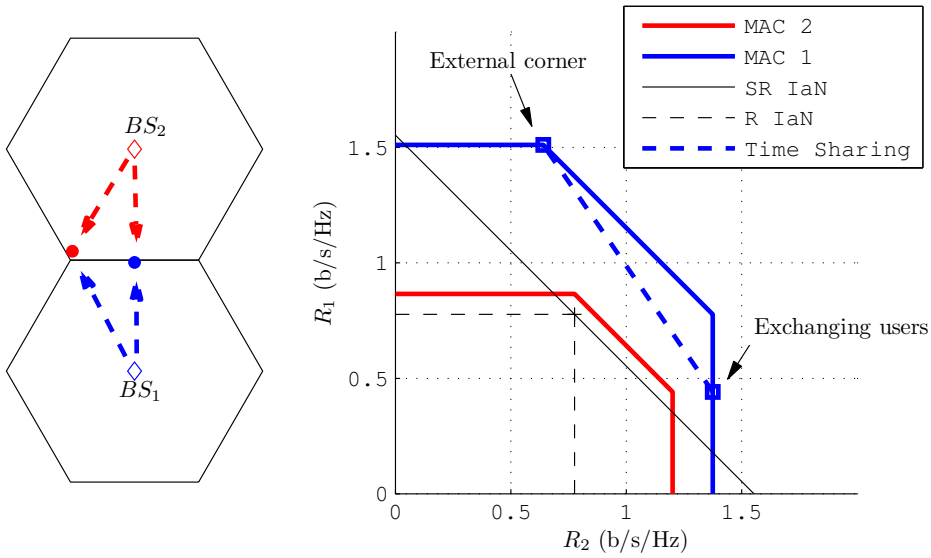 BS₂
BS₁
External corner
Exchanging users
MAC 2
MAC 1
SR IaN
R IaN
Time Sharing
R₁ (b/s/Hz)
1.5
1
0.5
0
0
0.5
1
1.5
R₂ (b/s/Hz)